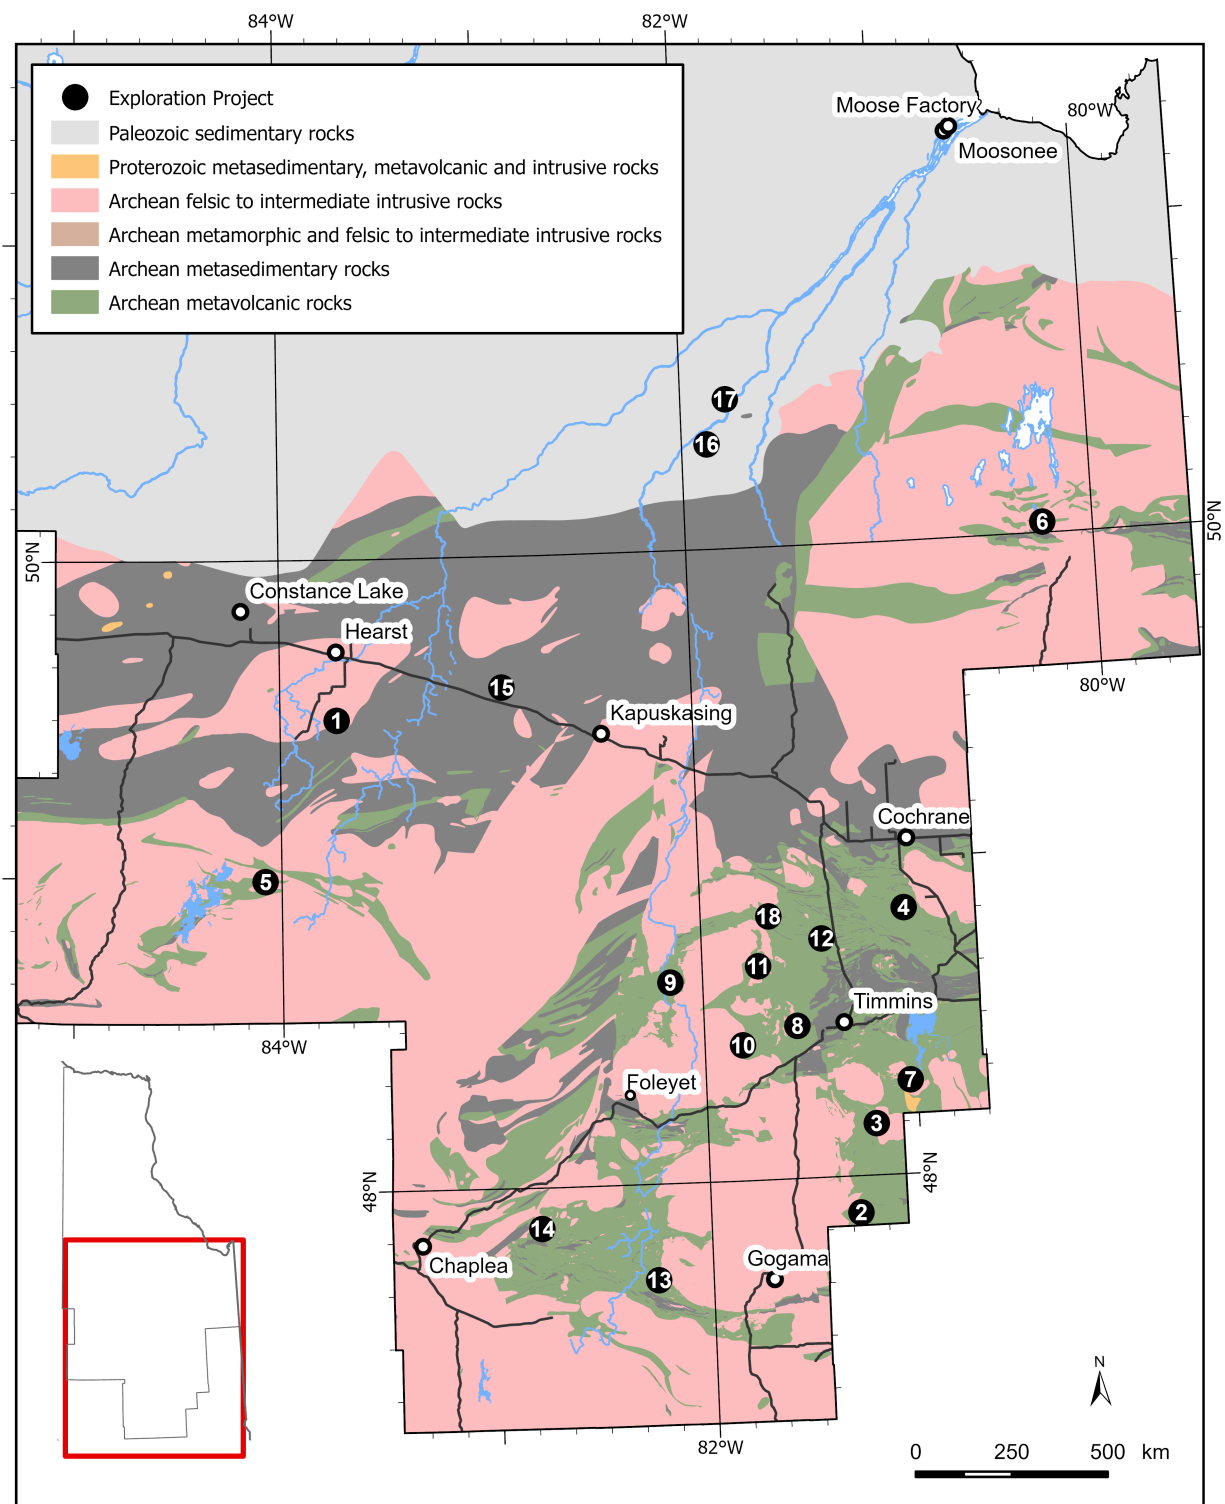 84°W
82°W
Exploration Project
Paleozoic sedimentary rocks
Proterozoic metasedimentary, metavolcanic and intrusive rocks
Archean felsic to intermediate intrusive rocks
Archean metamorphic and felsic to intermediate intrusive rocks
Archean metasedimentary rocks
Archean metavolcanic rocks
Moose Factory
80°W
Moosonee
17
16
6
50°N
50°N
Constance Lake
Hearst
15
80°W
1
Kapuskasing
Cochrane
5
4
18
12
11
9
Timmins
8
10
84°W
7
Foleyet
3
48°N
48°N
2
14
Chaplea
Gogama
13
N
82°W
0 250 500 km